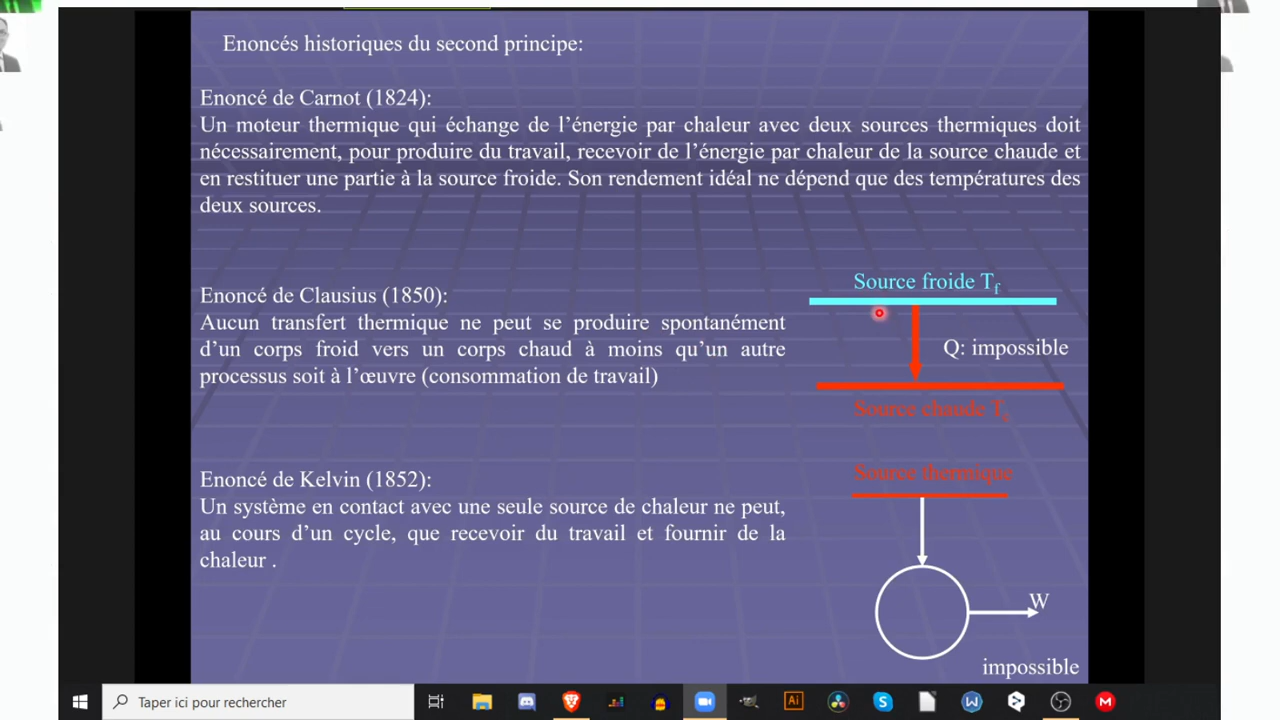 Enoncés historiques du second principe:
Enoncé de Carnot (1824):
Un moteur thermique qui échange de l’énergie par chaleur avec deux sources thermiques doit
nécessairement, pour produire du travail, recevoir de l’énergie par chaleur de la source chaude et
en restituer une partie à la source froide. Son rendement idéal ne dépend que des températures des
deux sources.
Enoncé de Clausius (1850):
Aucun transfert thermique ne peut se produire spontanément
d’un corps froid vers un corps chaud à moins qu’un autre
processus soit à l’œuvre (consommation de travail)
Source froide Tf
Q: impossible
Source chaude Tc
Enoncé de Kelvin (1852):
Un système en contact avec une seule source de chaleur ne peut,
au cours d’un cycle, que recevoir du travail et fournir de la
chaleur .
Source thermique
W
impossible
Taper ici pour rechercher